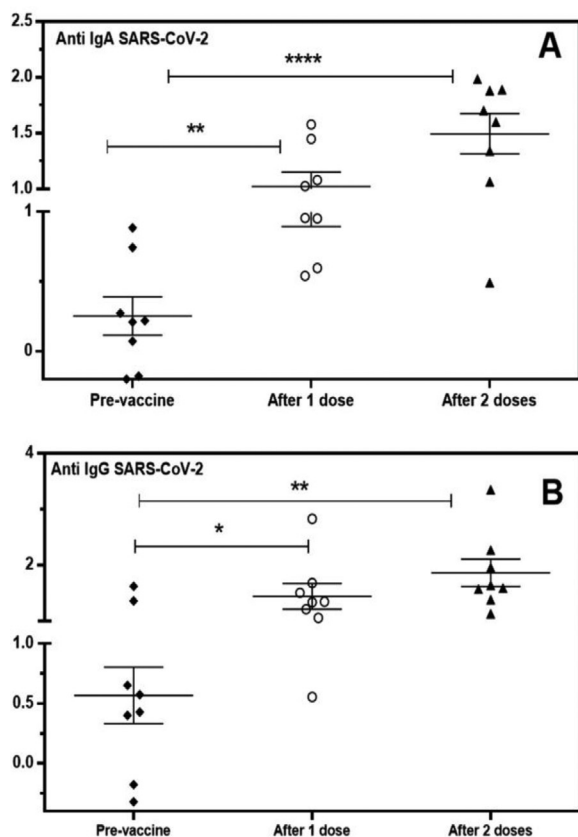 2.5
Anti IgA SARS-CoV-2
A
****
2.0
**
1.5
1.0
1
0
Pre-vaccine After 1 dose After 2 doses
4
Anti IgG SARS-CoV-2
B
**
*
2
1.0
0.5
0.0
Pre-vaccine After 1 dose After 2 doses